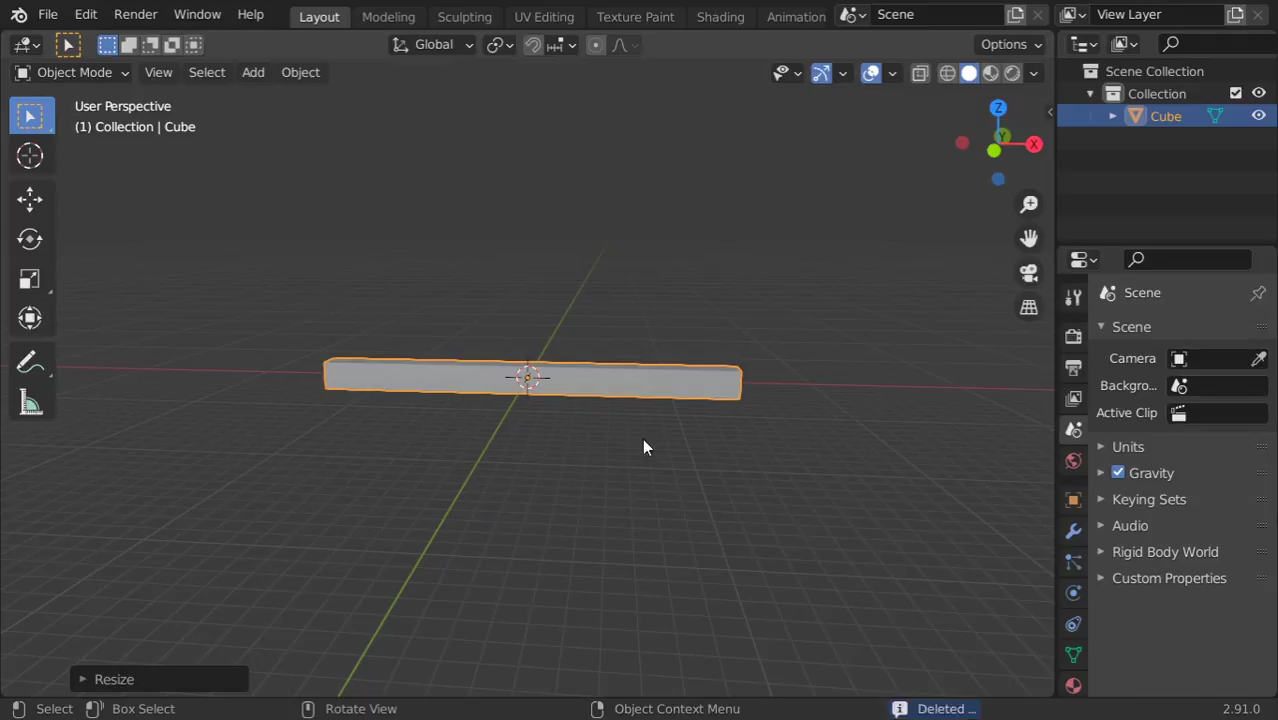 File Edit Render Window Help Layout Modeling Sculpting UV Editing Texture Paint Shading Animation Scene View Layer
Global Options
Object Mode View Select Add Object
Scene Collection
Collection
Cube
User Perspective
(1) Collection | Cube
Z
Y
X
Scene
Scene
Camera
Backgro...
Active Clip
Units
Gravity
Keying Sets
Audio
Rigid Body World
Custom Properties
Resize
Select Box Select Rotate View Object Context Menu Deleted ... 2.91.0